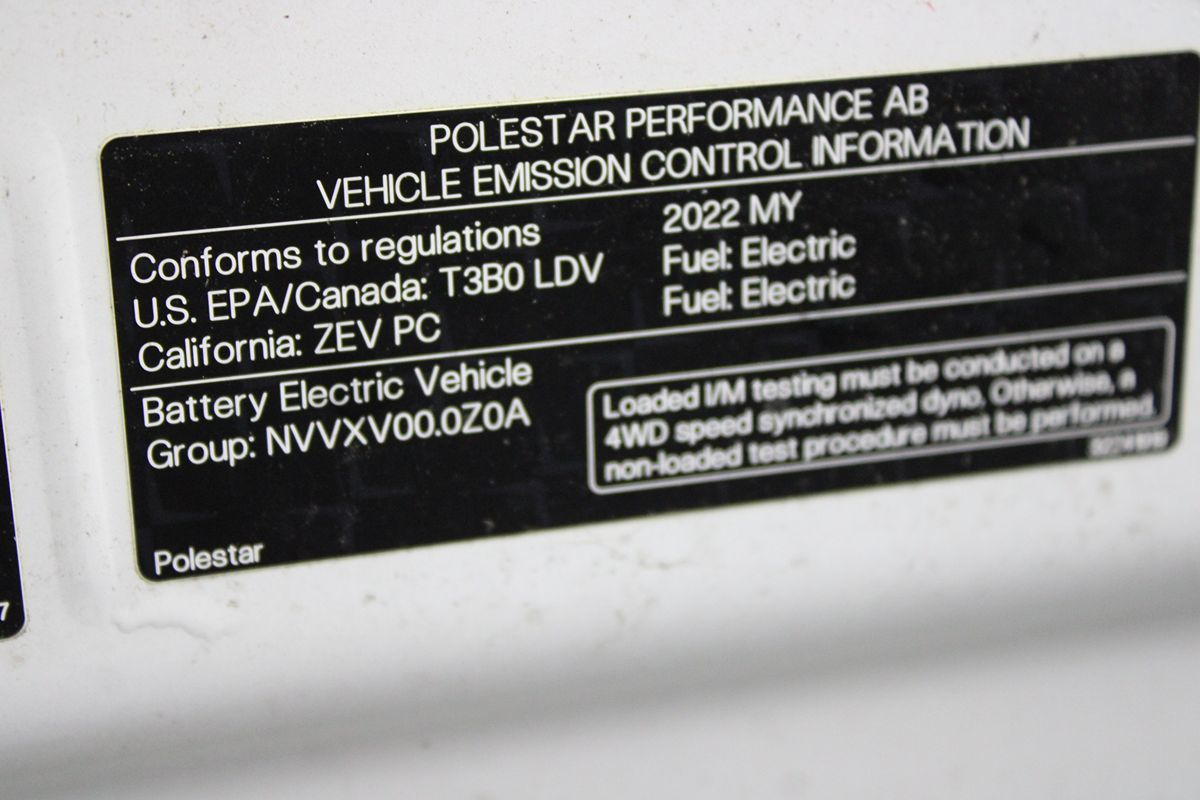 POLESTAR PERFORMANCE AB
VEHICLE EMISSION CONTROL INFORMATION
Conforms to regulations 2022 MY
U.S. EPA/Canada: T3B0 LDV Fuel: Electric
California: ZEV PC Fuel: Electric
Battery Electric Vehicle
Group: NVVXV00.0Z0A
Loaded I/M testing must be conducted on a
4WD speed synchronized dyno. Otherwise, a
non-loaded test procedure must be performed.
Polestar
7